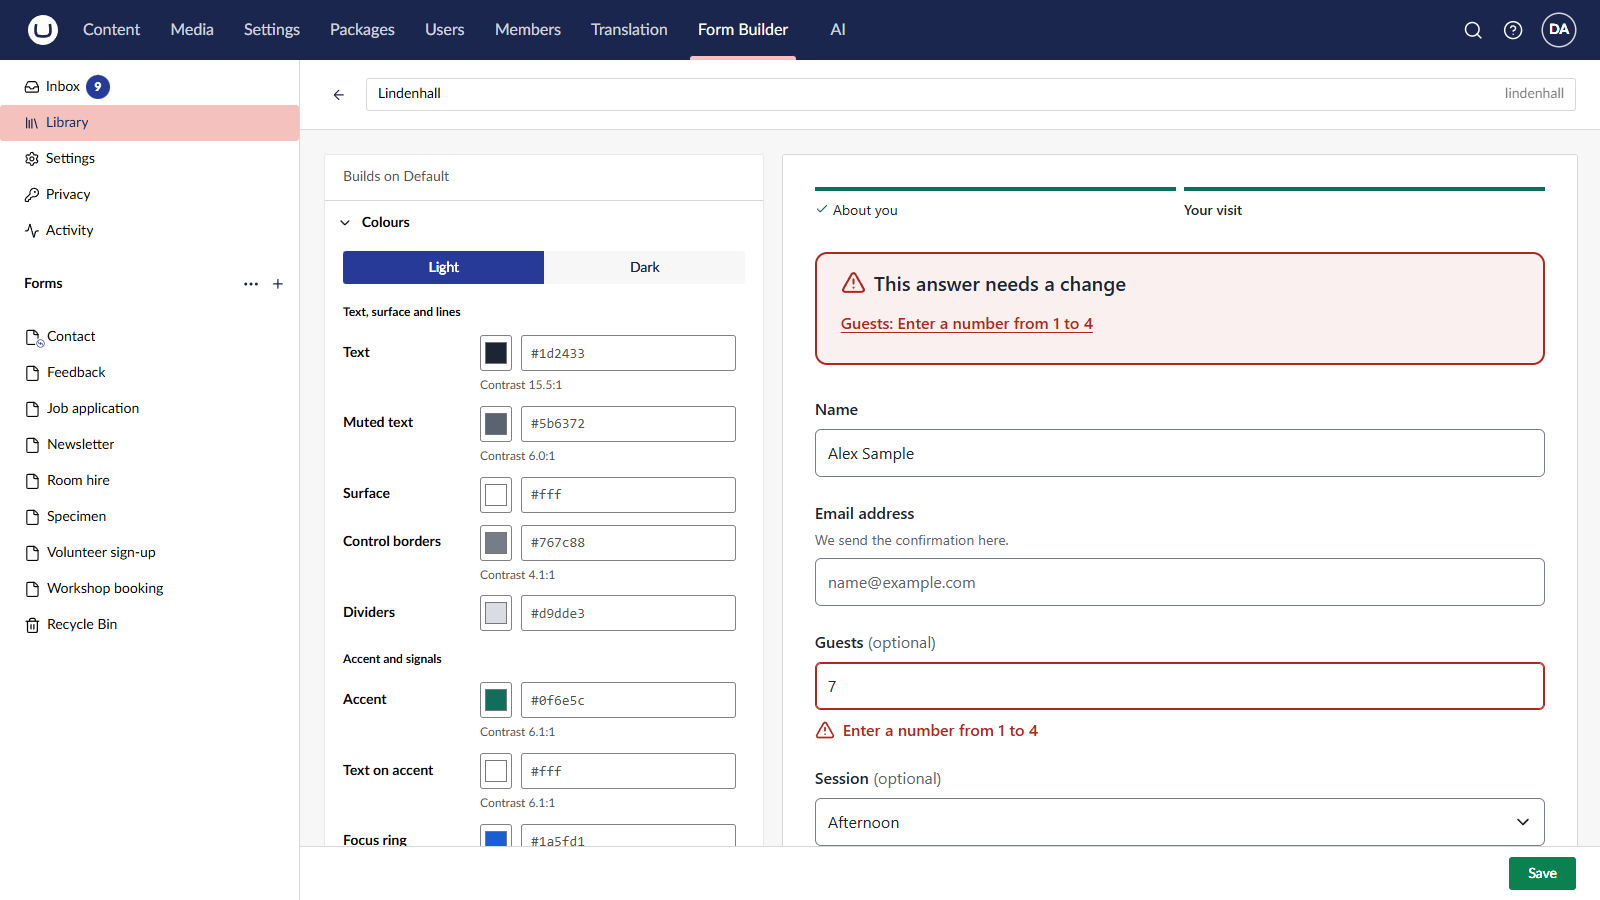 Content
Media
Settings
Packages
Users
Members
Translation
Form Builder
AI
DA
Inbox 9
Library
Settings
Privacy
Activity
Forms
Contact
Feedback
Job application
Newsletter
Room hire
Specimen
Volunteer sign-up
Workshop booking
Recycle Bin
Lindenhall
lindenhall
Builds on Default
Colours
Light
Dark
Text, surface and lines
Text
#1d2433
Contrast 15.5:1
Muted text
#5b6372
Contrast 6.0:1
Surface
#fff
Control borders
#767c88
Contrast 4.1:1
Dividers
#d9dde3
Accent and signals
Accent
#0f6e5c
Contrast 6.1:1
Text on accent
#fff
Contrast 6.1:1
Focus ring
#1a5fd1
About you
Your visit
This answer needs a change
Guests: Enter a number from 1 to 4
Name
Alex Sample
Email address
We send the confirmation here.
name@example.com
Guests (optional)
7
Enter a number from 1 to 4
Session (optional)
Afternoon
Save